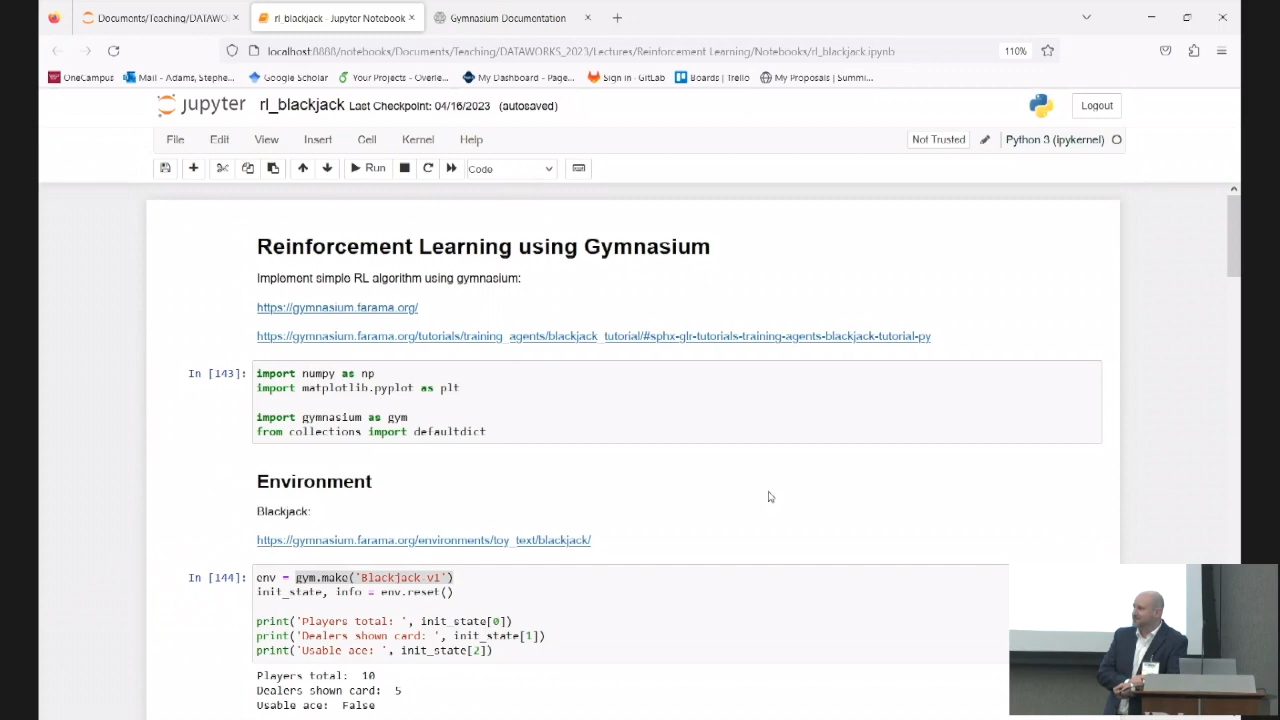 Documents/Teaching/DATAWO
rl_blackjack - Jupyter Notebook
Gymnasium Documentation
localhost:8888/notebooks/Documents/Teaching/DATAWORKS_2023/Lectures/Reinforcement Learning/Notebooks/rl_blackjack.ipynb
110%
OneCampus
Mail - Adams, Stephe...
Google Scholar
Your Projects - Overle...
My Dashboard - Page...
Sign in · GitLab
Boards | Trello
My Proposals | Summi...
jupyter rl_blackjack Last Checkpoint: 04/16/2023 (autosaved)
Logout
File Edit View Insert Cell Kernel Help
Not Trusted
Python 3 (ipykernel)
Run
Code
Reinforcement Learning using Gymnasium
Implement simple RL algorithm using gymnasium:
https://gymnasium.farama.org/
https://gymnasium.farama.org/tutorials/training_agents/blackjack_tutorial/#sphx-glr-tutorials-training-agents-blackjack-tutorial-py
In [143]:
import numpy as np
import matplotlib.pyplot as plt
import gymnasium as gym
from collections import defaultdict
Environment
Blackjack:
https://gymnasium.farama.org/environments/toy_text/blackjack/
In [144]:
env = gym.make('Blackjack-v1')
init_state, info = env.reset()
print('Players total: ', init_state[0])
print('Dealers shown card: ', init_state[1])
print('Usable ace: ', init_state[2])
Players total:  10
Dealers shown card:  5
Usable ace:  False